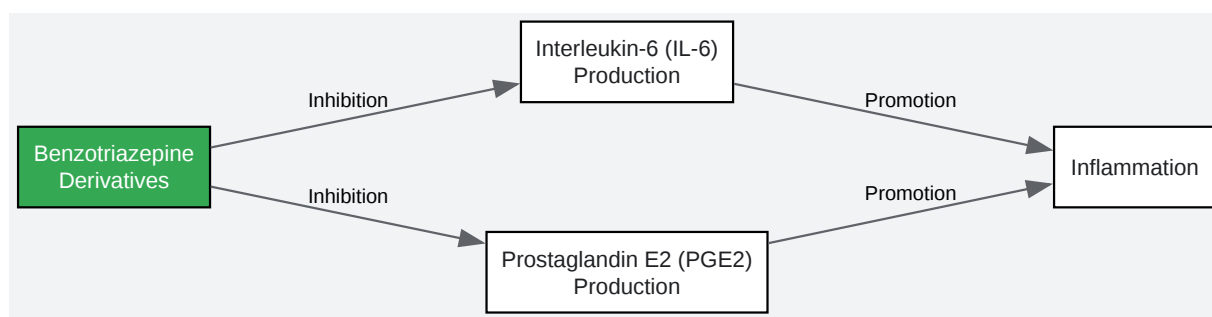 Interleukin-6 (IL-6)
Production
Inhibition
Promotion
Benzotriazepine
Derivatives
Inflammation
Inhibition
Promotion
Prostaglandin E2 (PGE2)
Production